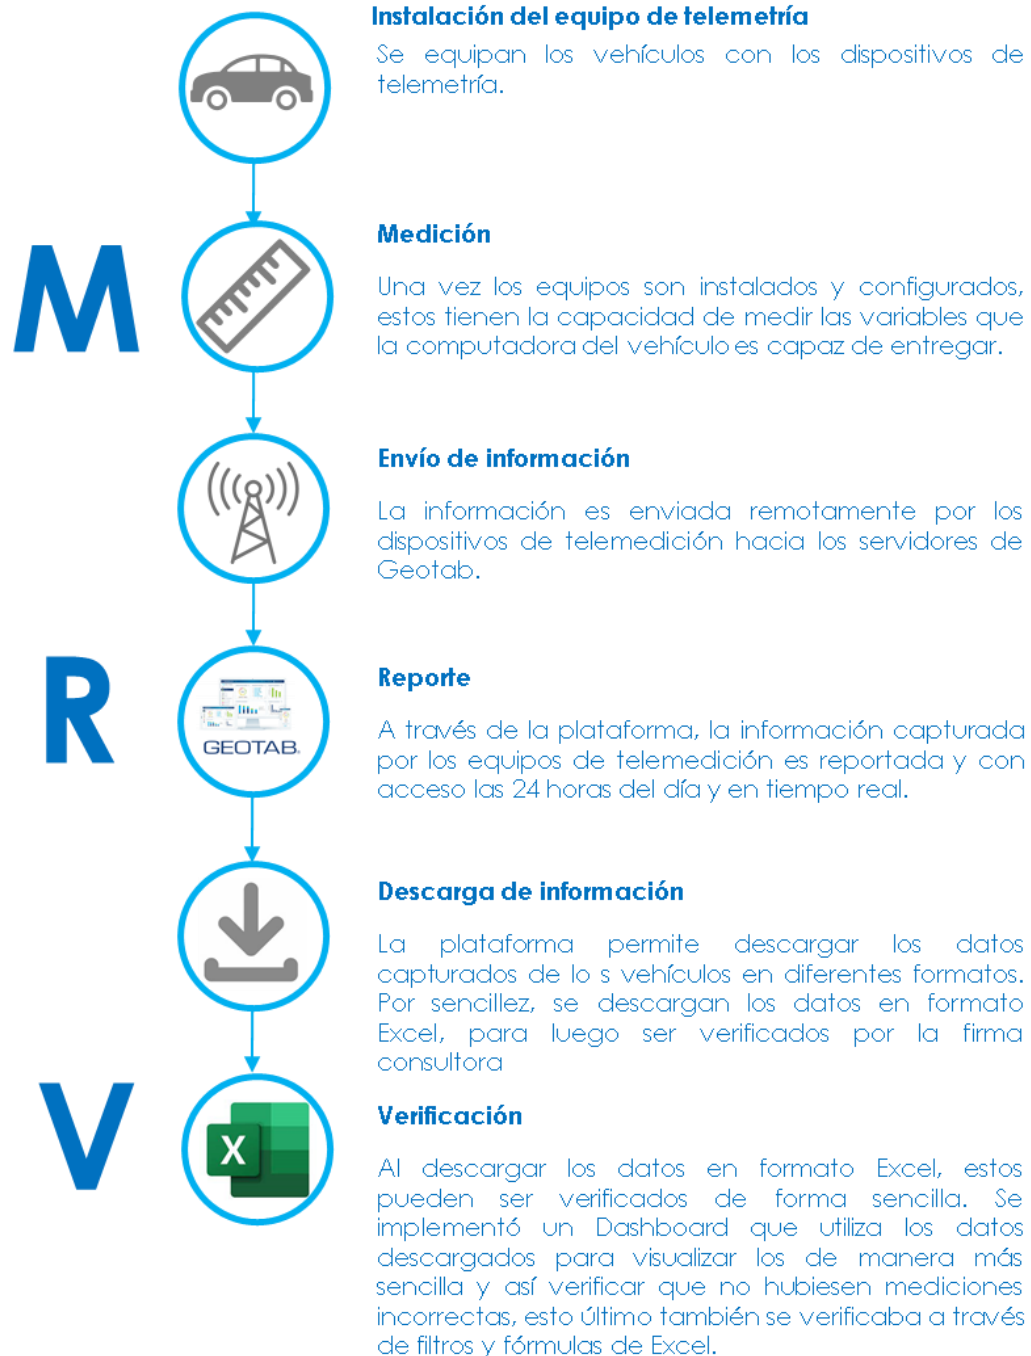 Instalación del equipo de telemetría
Se equipan los vehículos con los dispositivos de
telemetría.
M
Medición
Una vez los equipos son instalados y configurados,
estos tienen la capacidad de medir las variables que
la computadora del vehículo es capaz de entregar.
Envío de información
La información es enviada remotamente por los
dispositivos de telemedición hacia los servidores de
Geotab.
R
GEOTAB.
Reporte
A través de la plataforma, la información capturada
por los equipos de telemedición es reportada y con
acceso las 24 horas del día y en tiempo real.
Descarga de información
La plataforma permite descargar los datos
capturados de lo s vehículos en diferentes formatos.
Por sencillez, se descargan los datos en formato
Excel, para luego ser verificados por la firma
consultora
V
X
Verificación
Al descargar los datos en formato Excel, estos
pueden ser verificados de forma sencilla. Se
implementó un Dashboard que utiliza los datos
descargados para visualizar los de manera más
sencilla y así verificar que no hubiesen mediciones
incorrectas, esto último también se verificaba a través
de filtros y fórmulas de Excel.